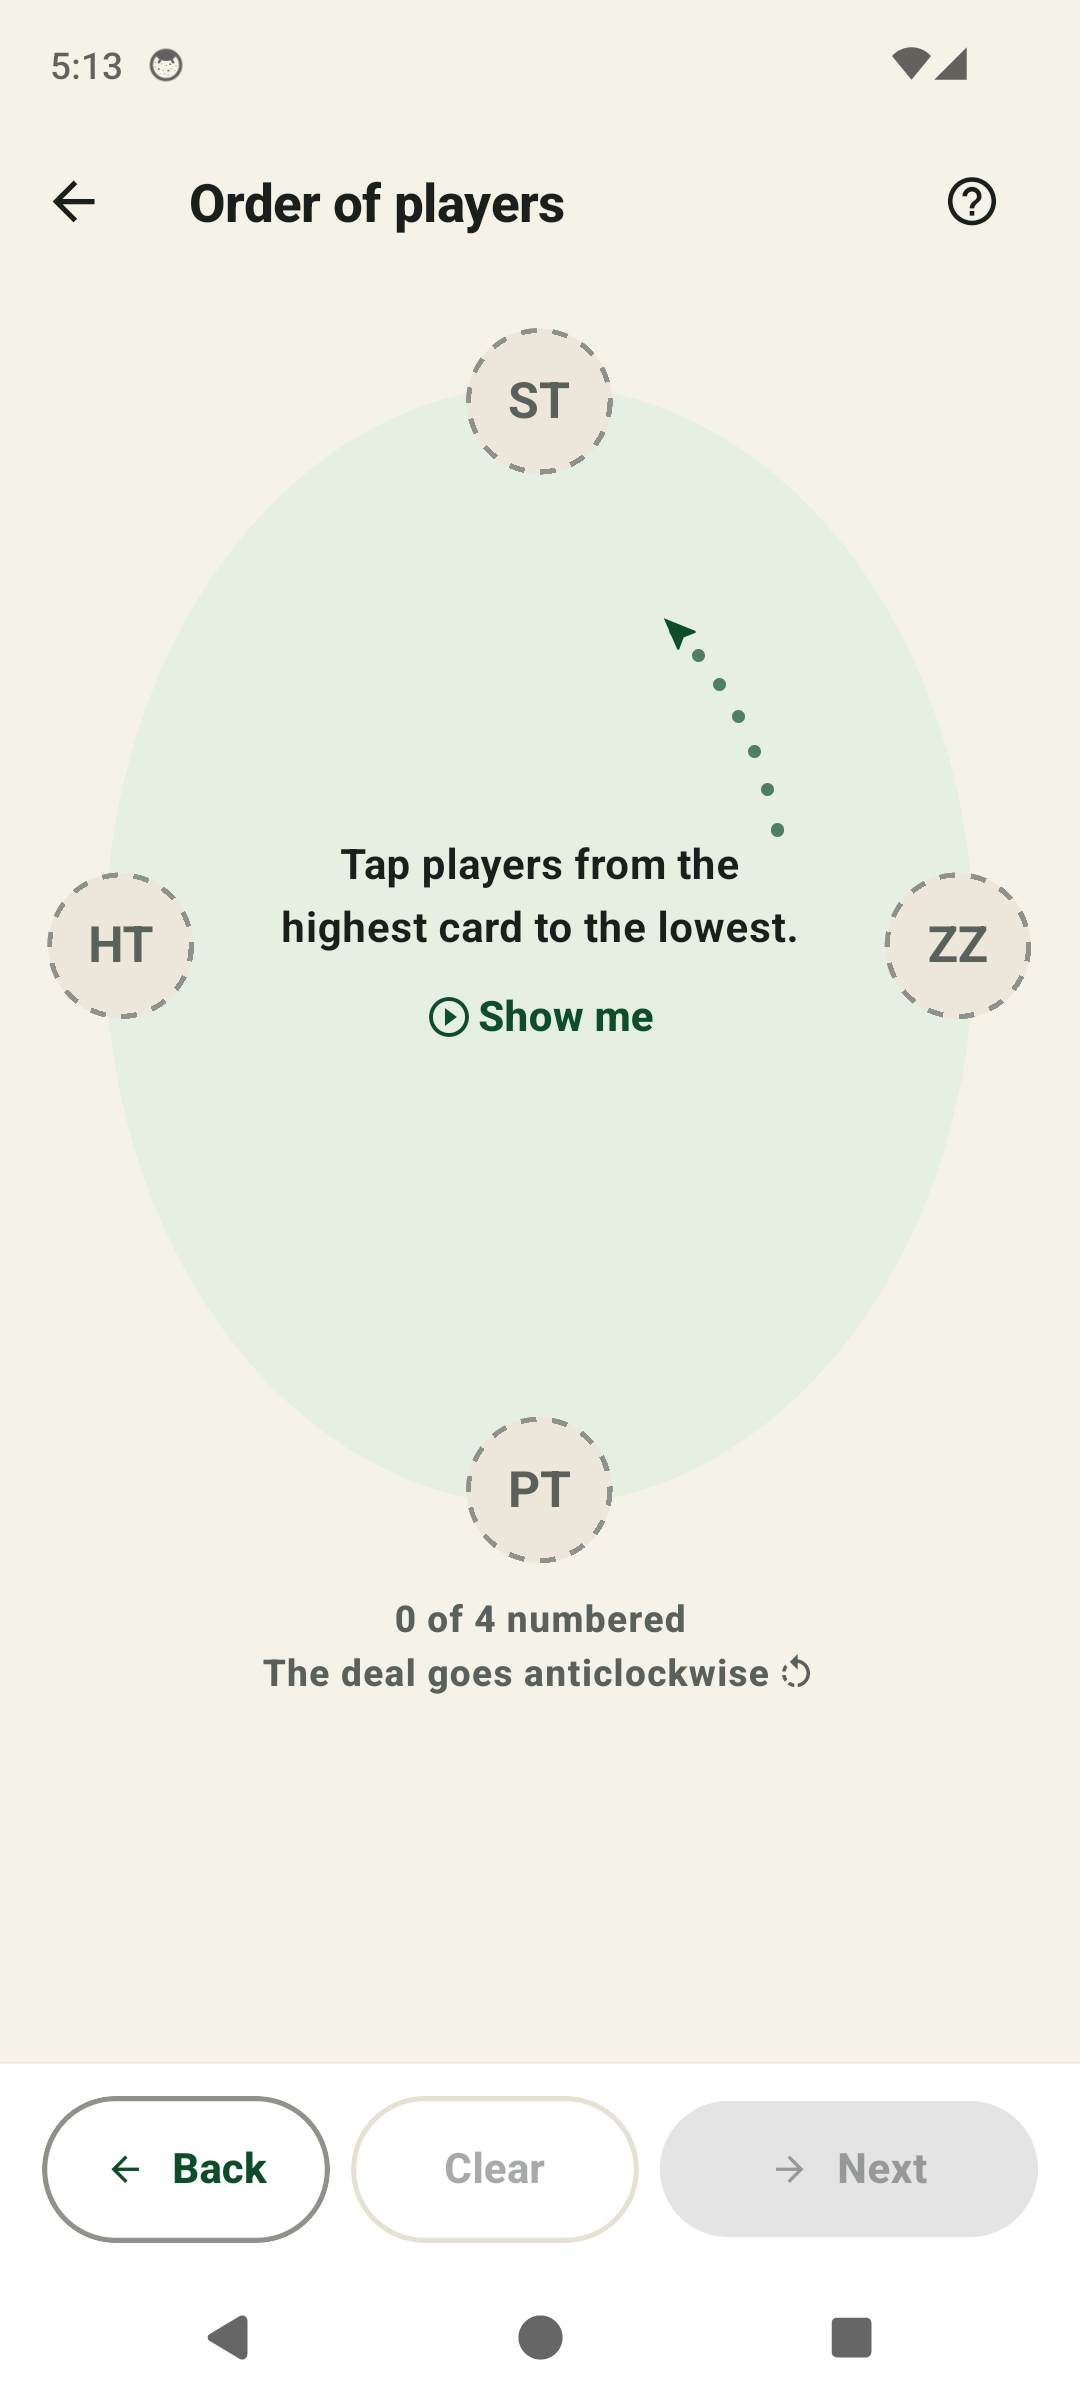 5:13
Order of players
ST
Tap players from the
highest card to the lowest.
HT
ZZ
Show me
PT
0 of 4 numbered
The deal goes anticlockwise
Back
Clear
Next